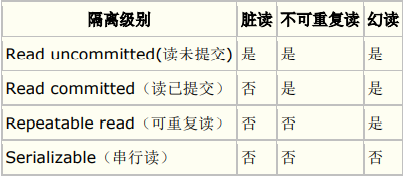 隔离级别 脏读 不可重复读 幻读
Read uncommitted(读未提交) 是 是 是
Read committed（读已提交） 否 是 是
Repeatable read（可重复读） 否 否 是
Serializable（串行读） 否 否 否